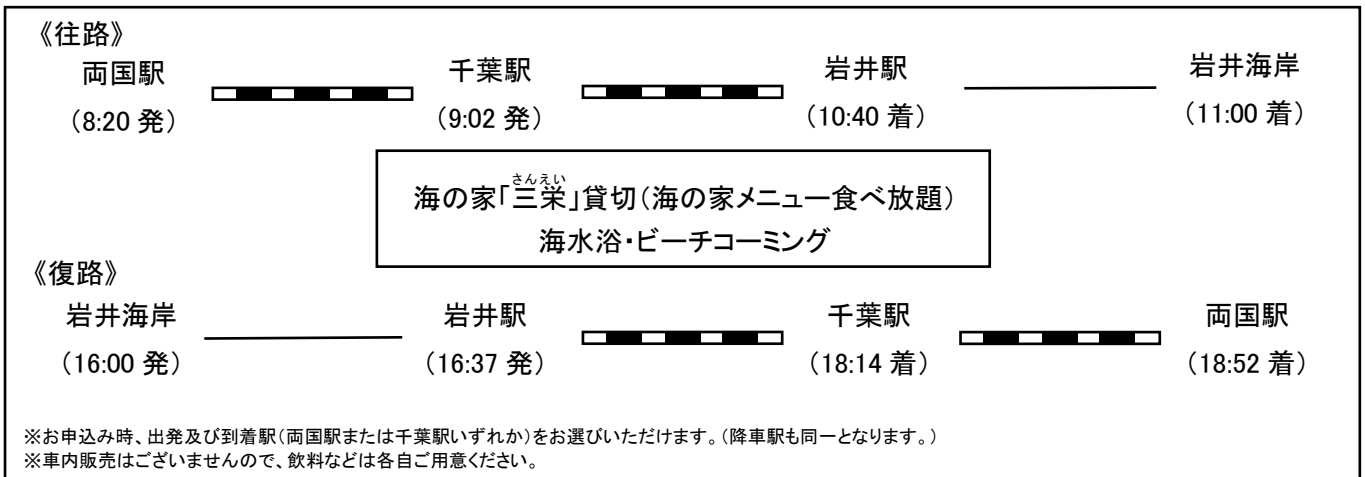 《往路》
両国駅 千葉駅 岩井駅 岩井海岸
(8:20 発) (9:02 発) (10:40 着) (11:00 着)
さんえい
海の家「三栄」貸切(海の家メニュー食べ放題)
海水浴・ビーチコーミング
《復路》
岩井海岸 岩井駅 千葉駅 両国駅
(16:00 発) (16:37 発) (18:14 着) (18:52 着)
※お申込み時、出発及び到着駅(両国駅または千葉駅いずれか)をお選びいただけます。(降車駅も同一となります。)
※車内販売はございませんので、飲料などは各自ご用意ください。